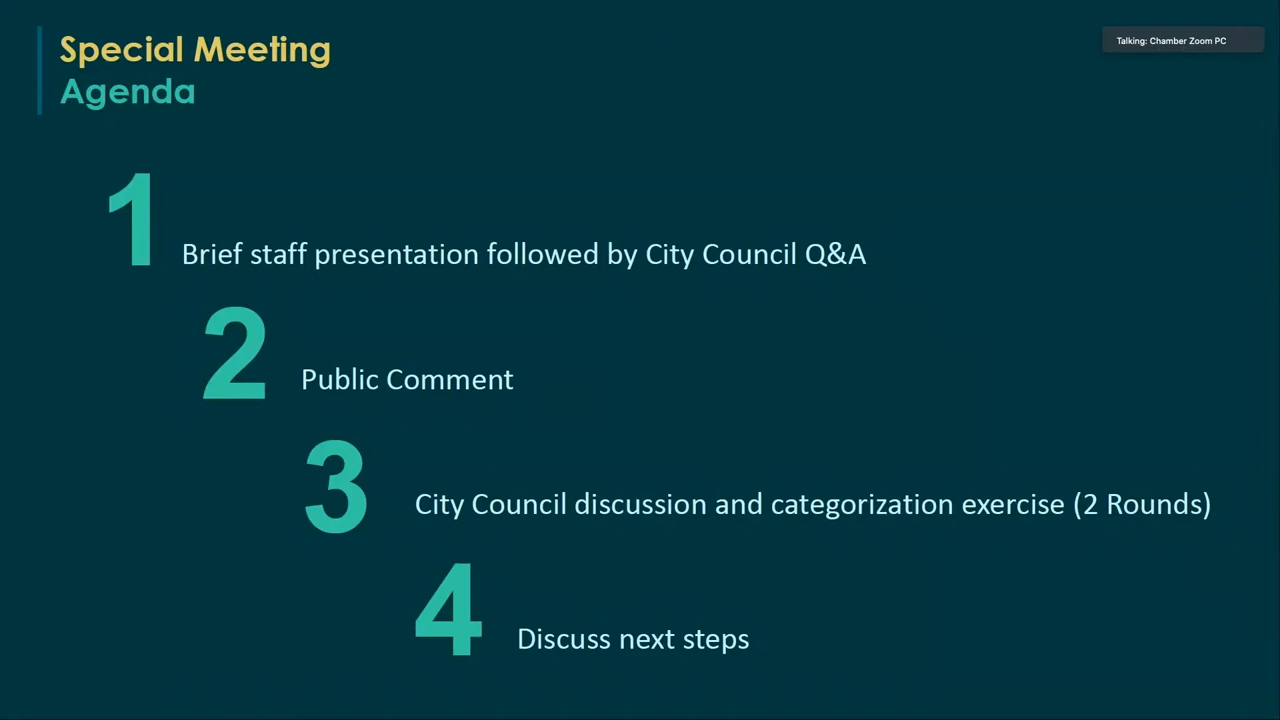 Special Meeting
Agenda
Talking: Chamber Zoom PC
1
Brief staff presentation followed by City Council Q&A
2
Public Comment
3
City Council discussion and categorization exercise (2 Rounds)
4
Discuss next steps